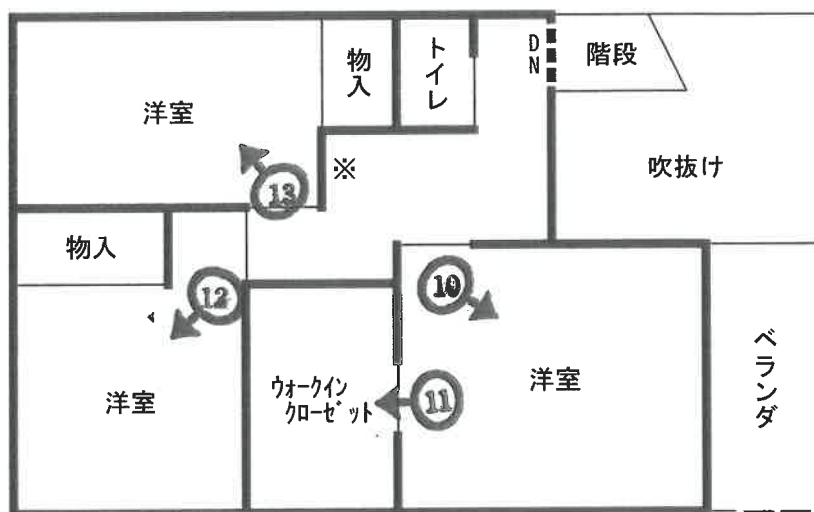 物入
トイレ
DN
階段
洋室
※
吹抜け
13
物入
12
10
洋室
ウォークイン
クローゼット
11
洋室
ベランダ